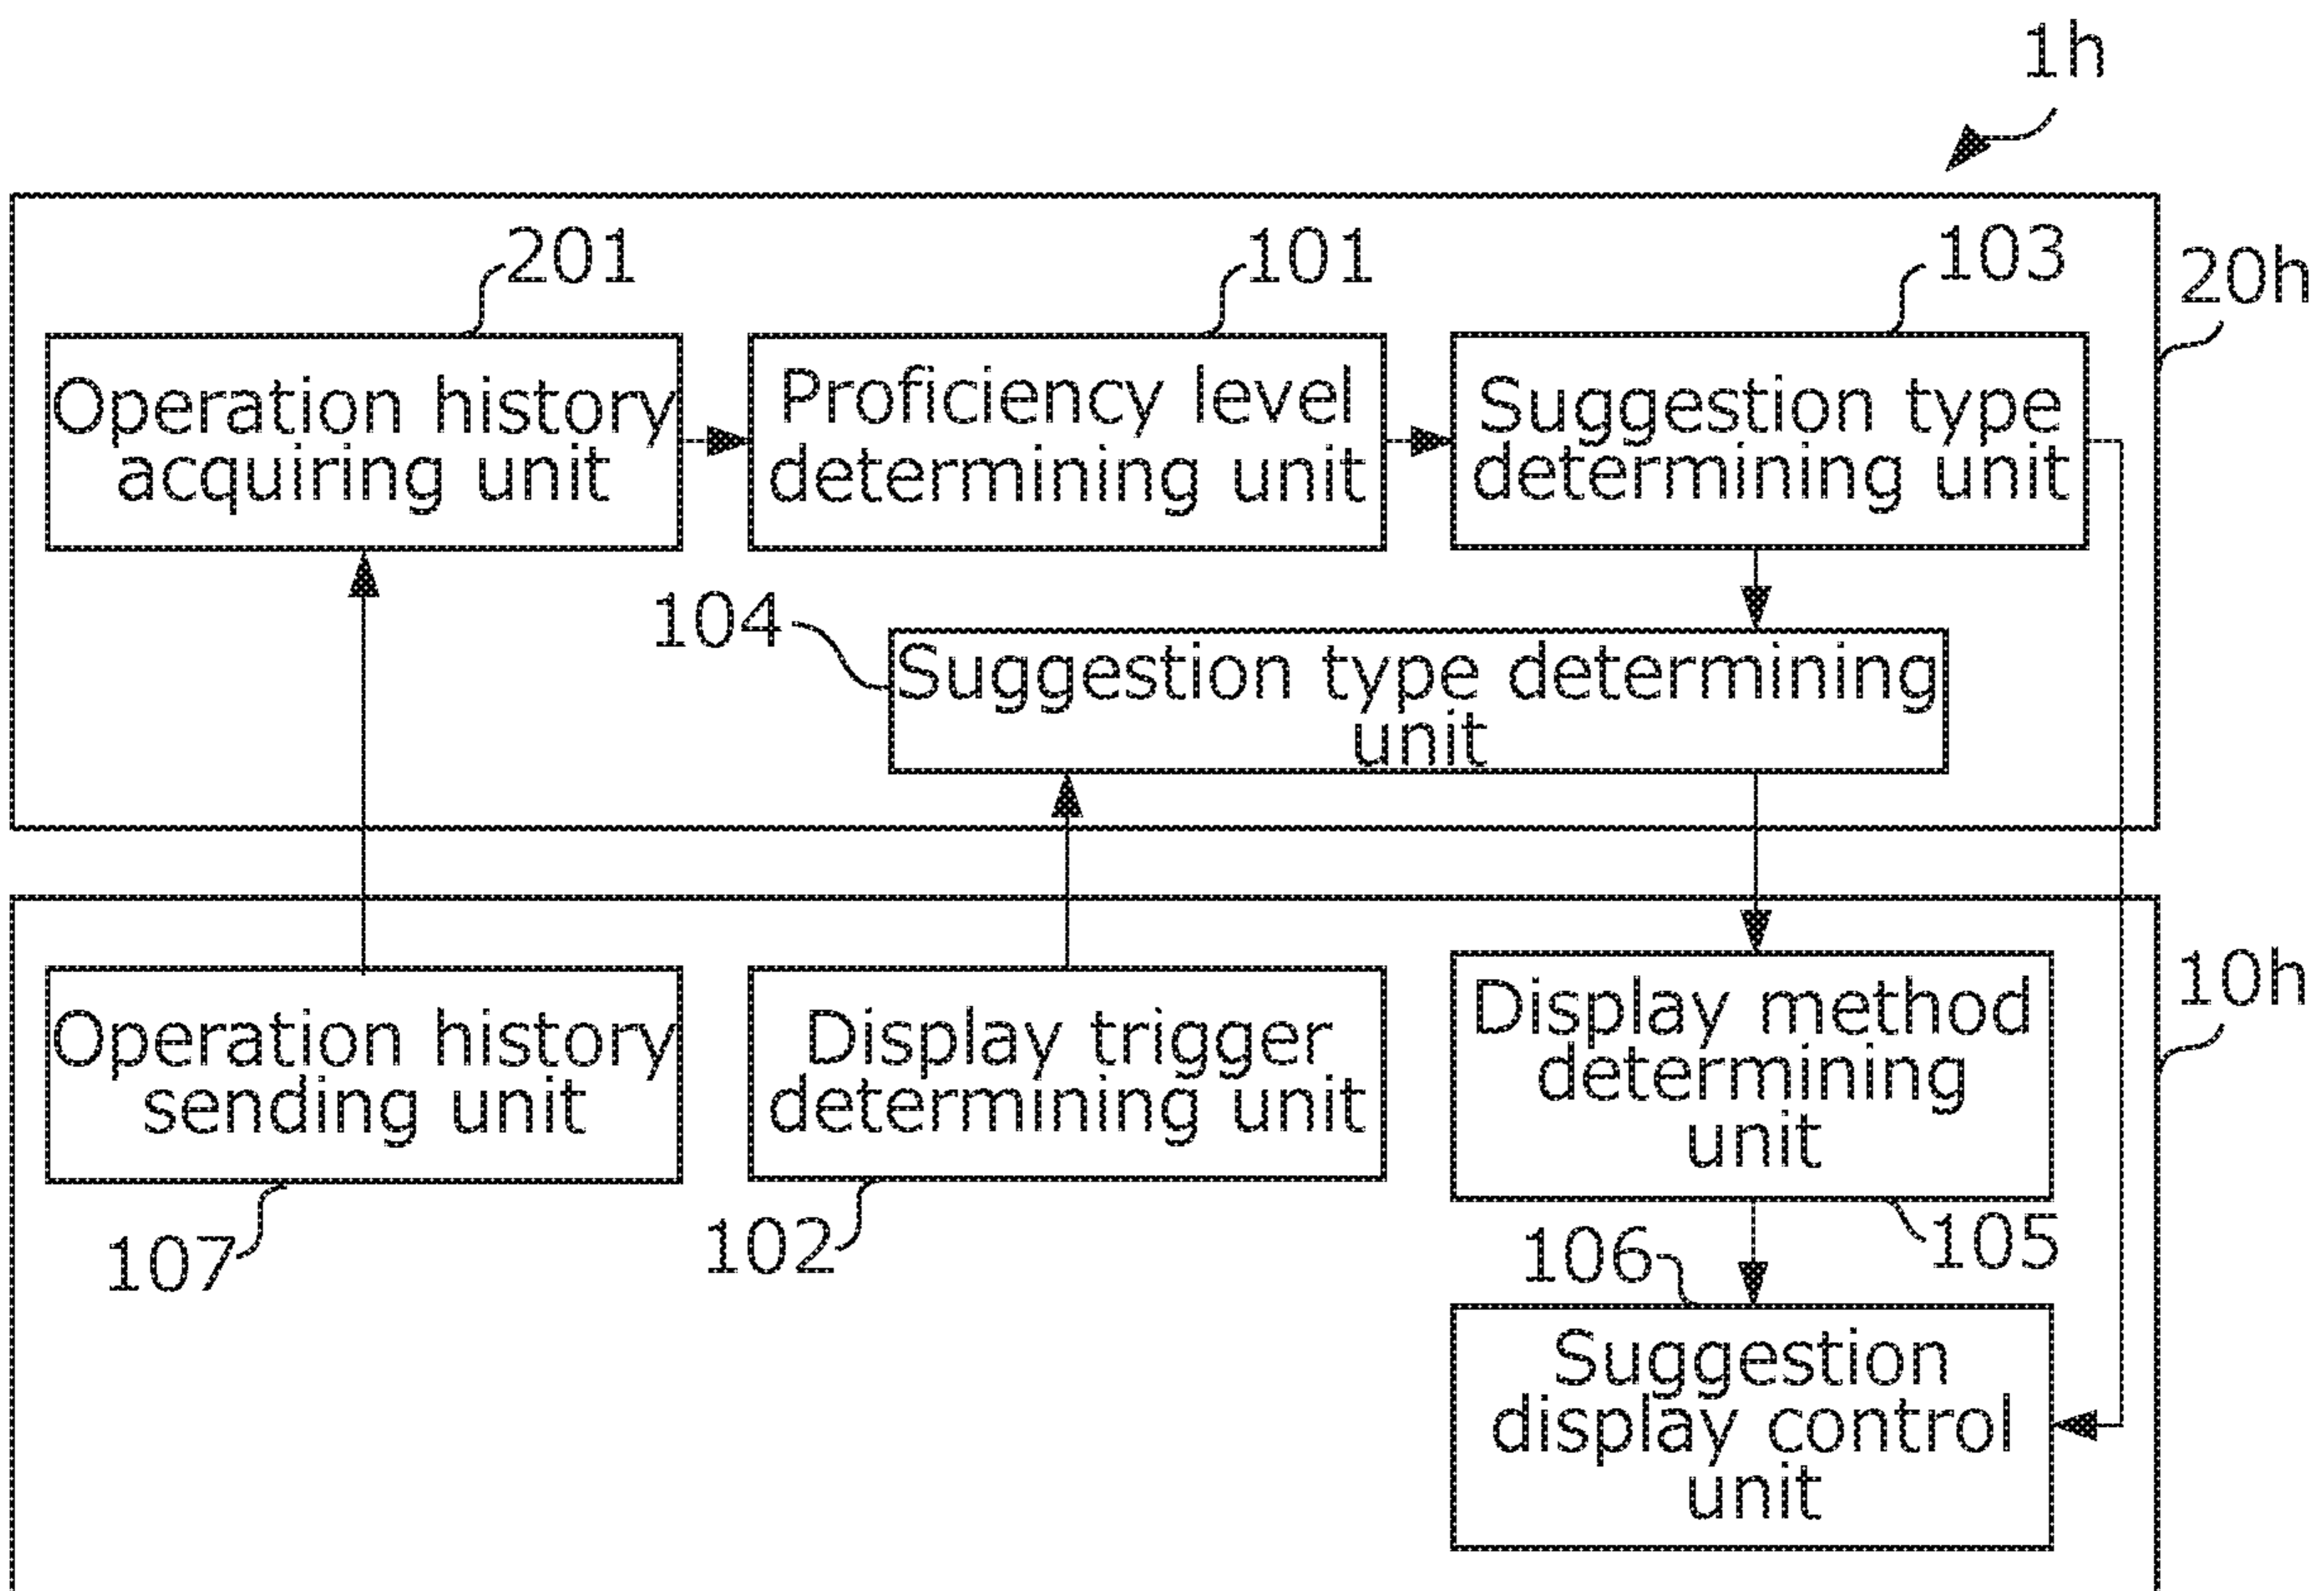 1h
201
101
103
20h
Operation history
acquiring unit
Proficiency level
determining unit
Suggestion type
determining unit
104
Suggestion type determining
unit
10h
Operation history
sending unit
Display trigger
determining unit
Display method
determining
unit
107
102
106
105
Suggestion
display control
unit